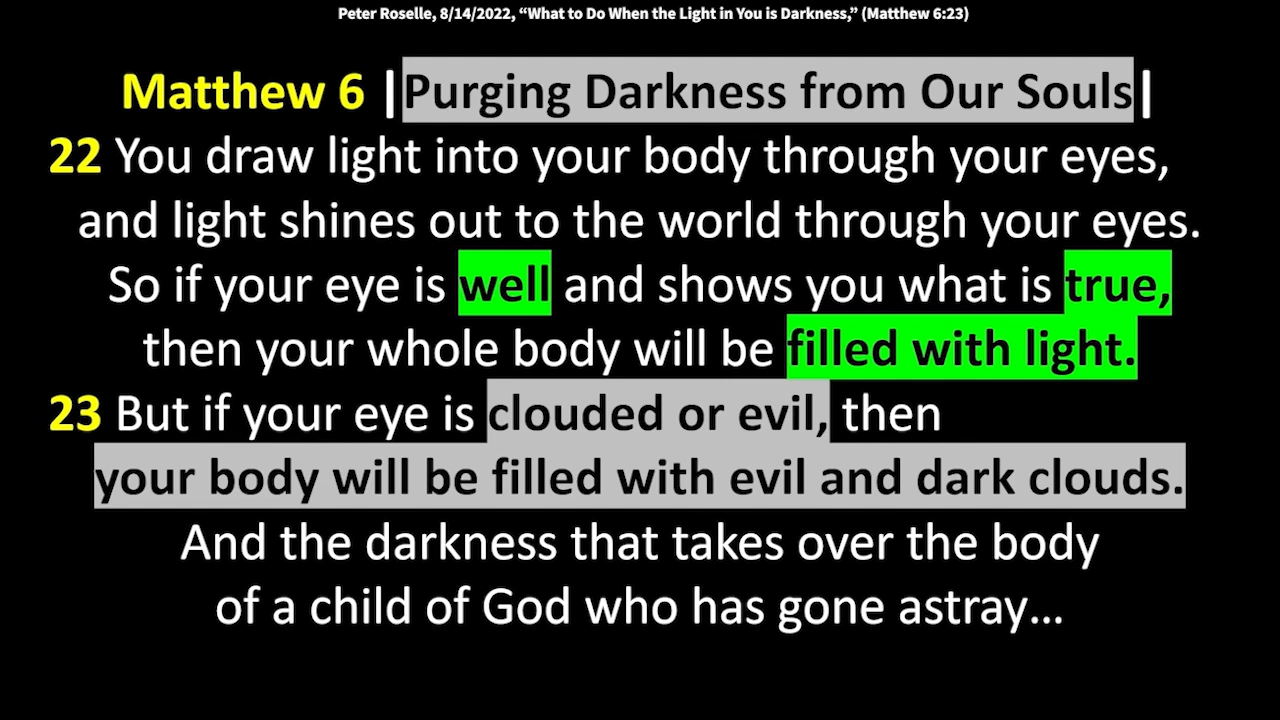 Peter Roselle, 8/14/2022, “What to Do When the Light in You is Darkness,” (Matthew 6:23)
Matthew 6 |Purging Darkness from Our Souls|
22 You draw light into your body through your eyes,
and light shines out to the world through your eyes.
So if your eye is well and shows you what is true,
then your whole body will be filled with light.
23 But if your eye is clouded or evil, then
your body will be filled with evil and dark clouds.
And the darkness that takes over the body
of a child of God who has gone astray...